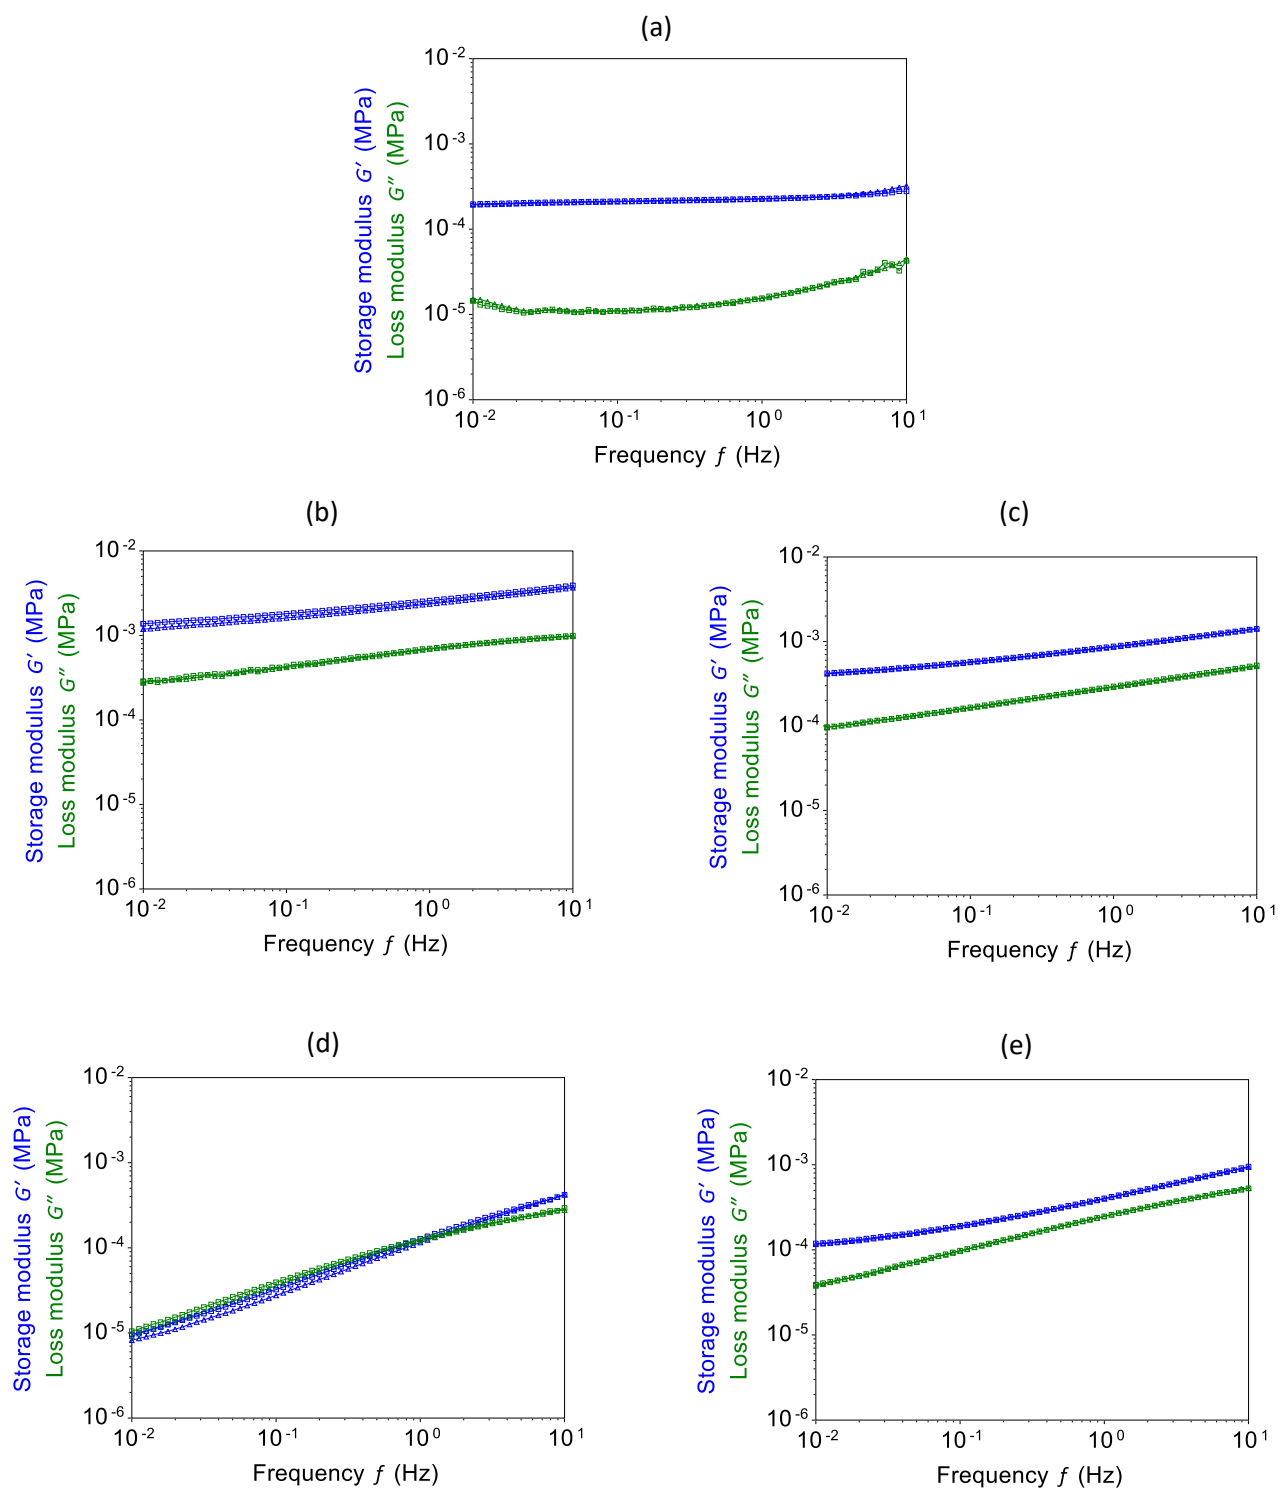 (a)
Storage modulus G′ (MPa)
Loss modulus G″ (MPa)
10-2
10-3
10-4
10-5
10-6
10-2 10-1 100 101
Frequency f (Hz)
(b)
Storage modulus G′ (MPa)
Loss modulus G″ (MPa)
10-2
10-3
10-4
10-5
10-6
10-2 10-1 100 101
Frequency f (Hz)
(c)
Storage modulus G′ (MPa)
Loss modulus G″ (MPa)
10-2
10-3
10-4
10-5
10-6
10-2 10-1 100 101
Frequency f (Hz)
(d)
Storage modulus G′ (MPa)
Loss modulus G″ (MPa)
10-2
10-3
10-4
10-5
10-6
10-2 10-1 100 101
Frequency f (Hz)
(e)
Storage modulus G′ (MPa)
Loss modulus G″ (MPa)
10-2
10-3
10-4
10-5
10-6
10-2 10-1 100 101
Frequency f (Hz)